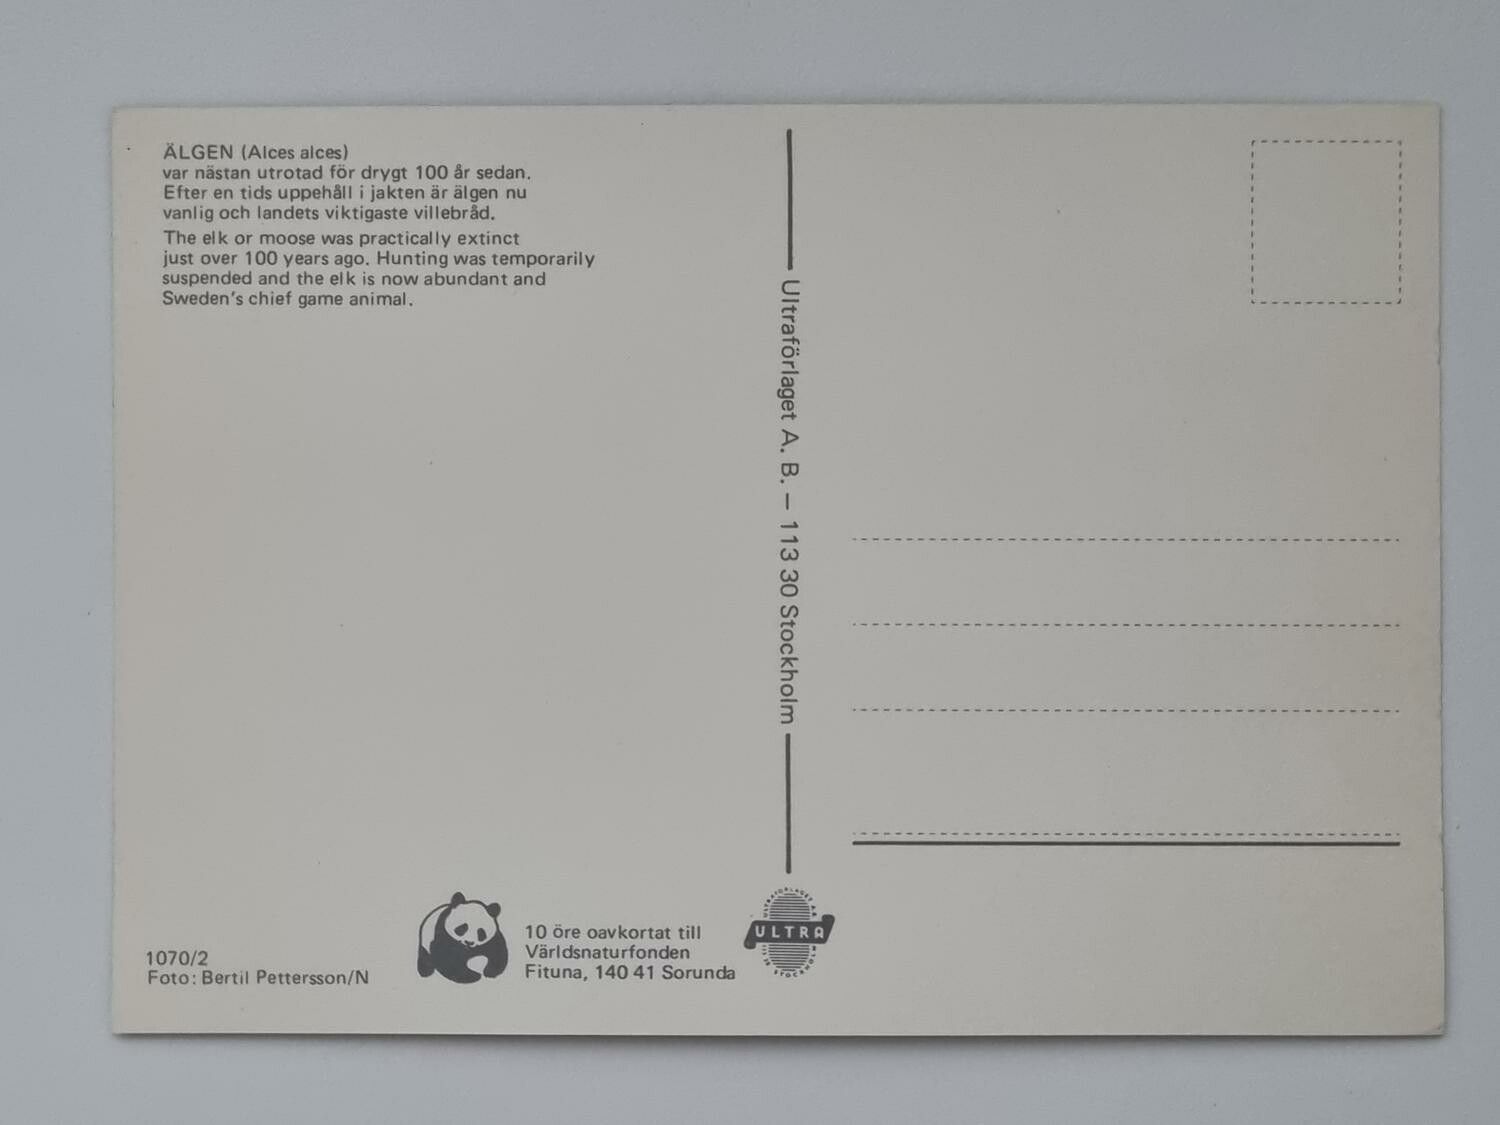 ÄLGEN (Alces alces)
var nästan utrotad för drygt 100 år sedan.
Efter en tids uppehåll i jakten är älgen nu
vanlig och landets viktigaste villebråd.
The elk or moose was practically extinct
just over 100 years ago. Hunting was temporarily
suspended and the elk is now abundant and
Sweden's chief game animal.
Ultraförlaget A. B. – 113 30 Stockholm
1070/2
Foto: Bertil Pettersson/N
10 öre oavkortat till
Världsnaturfonden
Fituna, 140 41 Sorunda
ULTRA